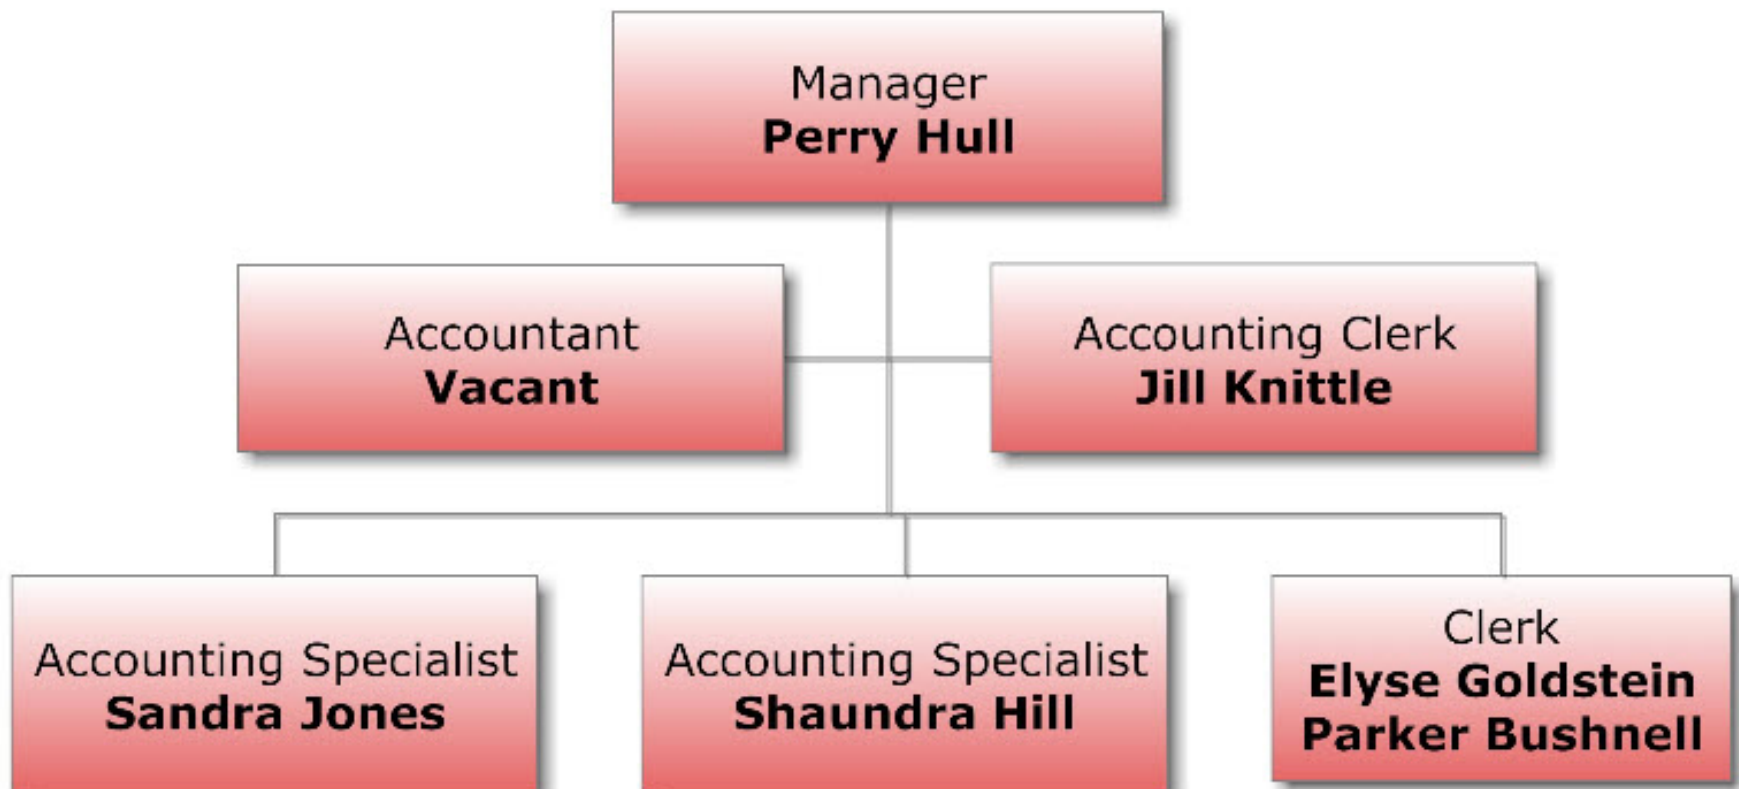 Manager
Perry Hull
Accountant
Vacant
Accounting Clerk
Jill Knittle
Accounting Specialist
Sandra Jones
Accounting Specialist
Shaundra Hill
Clerk
Elyse Goldstein
Parker Bushnell